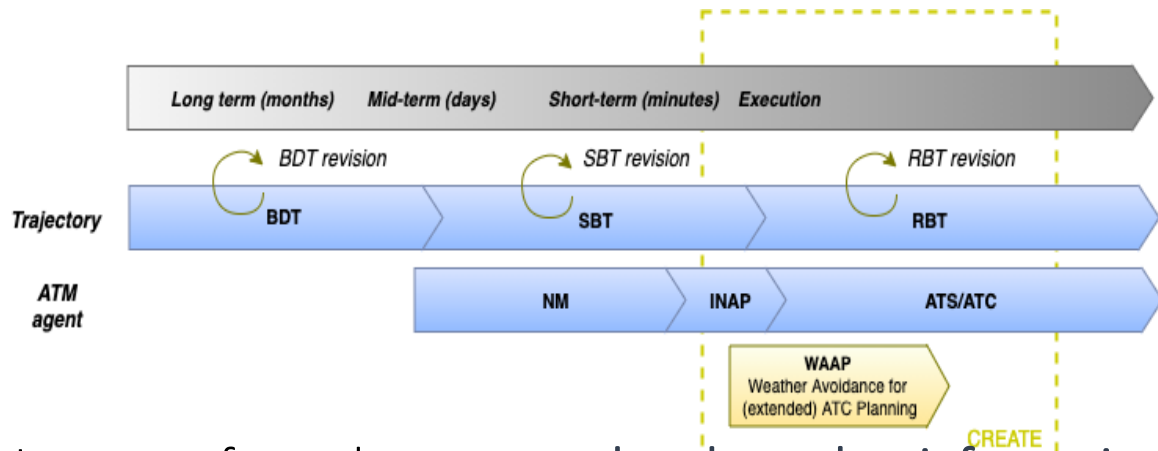 Long term (months) Mid-term (days) Short-term (minutes) Execution
BDT revision SBT revision RBT revision
Trajectory BDT SBT RBT
ATM
agent
NM INAP ATS/ATC
WAAP
Weather Avoidance for
(extended) ATC Planning
CREATE